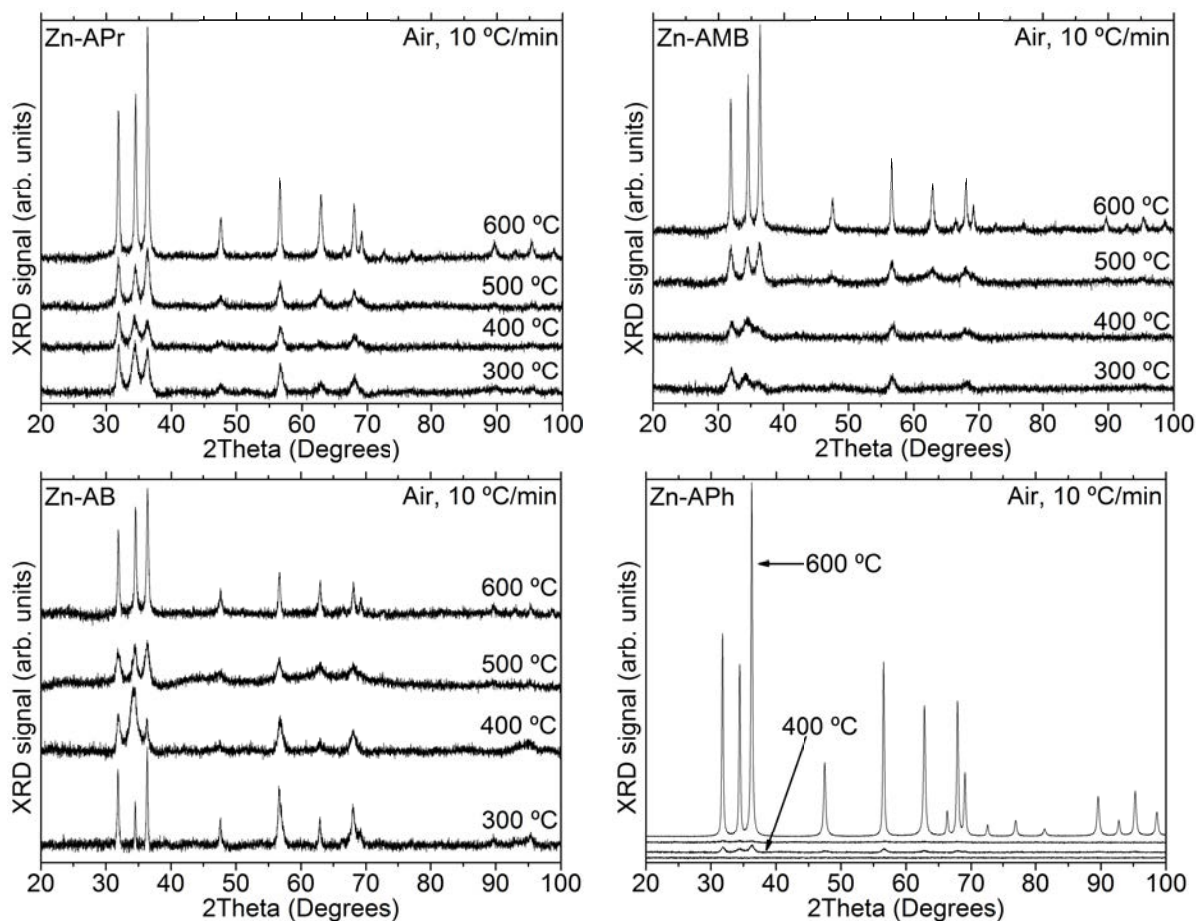 Zn-APr
Air, 10 ºC/min
XRD signal (arb. units)
600 ºC
500 ºC
400 ºC
300 ºC
20 30 40 50 60 70 80 90 100
2Theta (Degrees)
Zn-AMB
Air, 10 ºC/min
XRD signal (arb. units)
600 ºC
500 ºC
400 ºC
300 ºC
20 30 40 50 60 70 80 90 100
2Theta (Degrees)
Zn-AB
Air, 10 ºC/min
XRD signal (arb. units)
600 ºC
500 ºC
400 ºC
300 ºC
20 30 40 50 60 70 80 90 100
2Theta (Degrees)
Zn-APh
Air, 10 ºC/min
XRD signal (arb. units)
600 ºC
400 ºC
20 30 40 50 60 70 80 90 100
2Theta (Degrees)